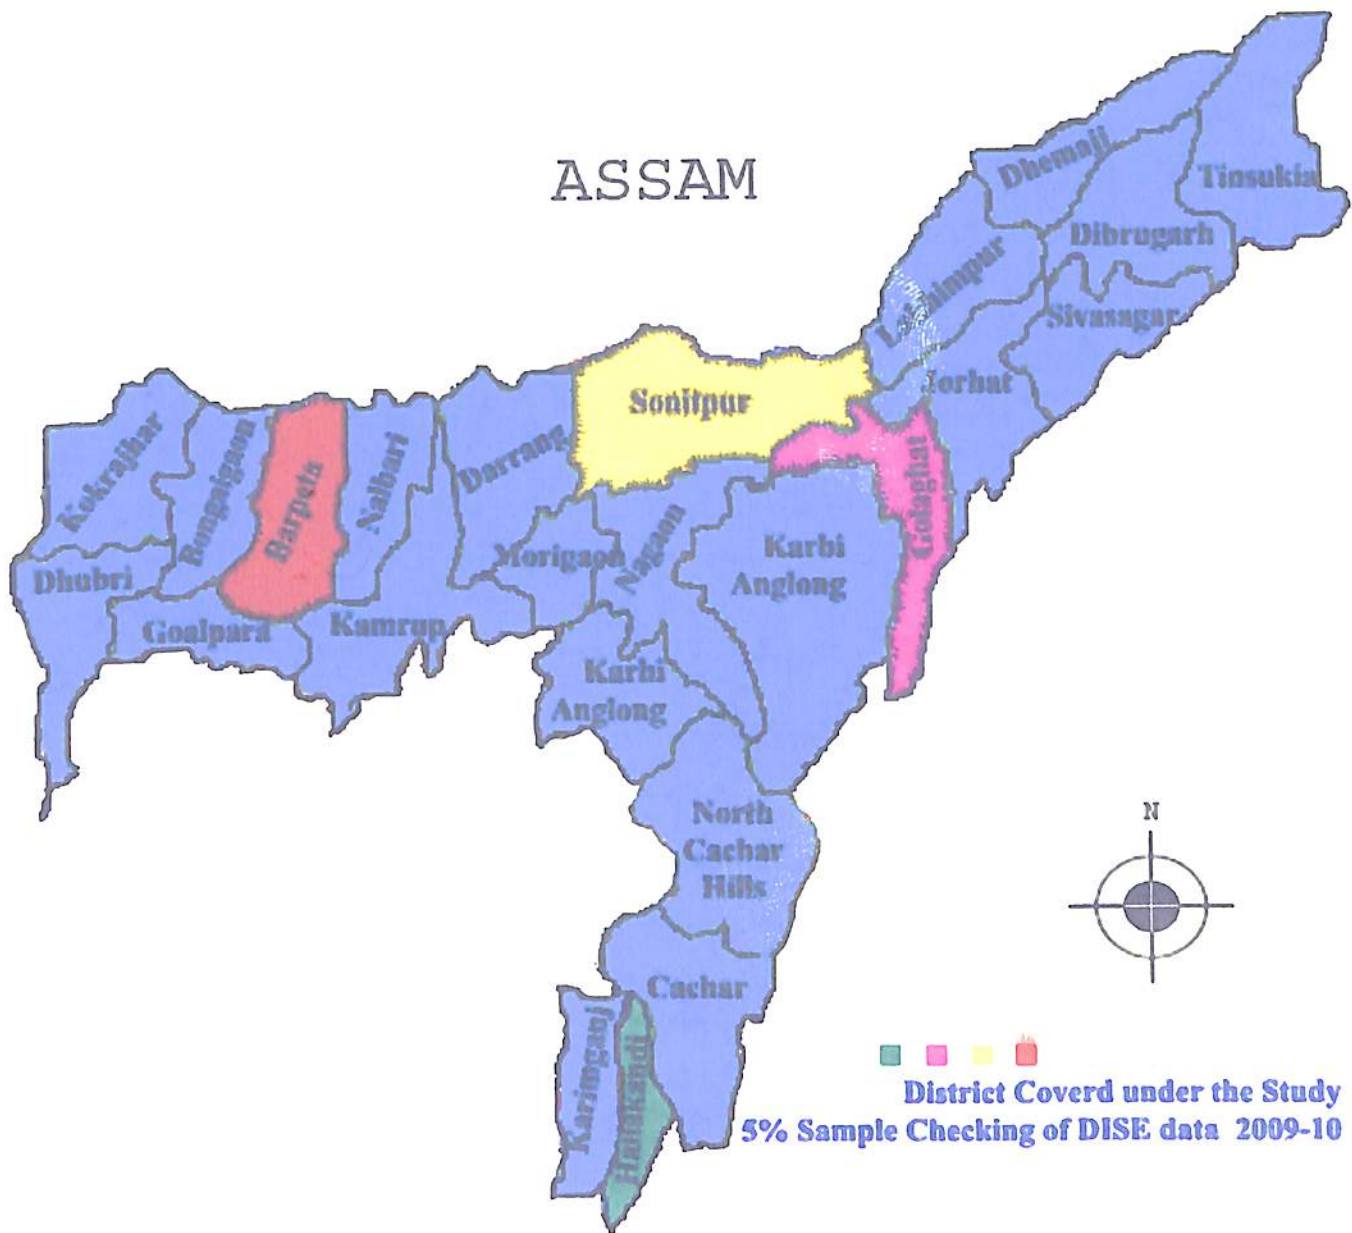 ASSAM
Dhemaji
Tinsukia
Dibrugarh
Lakhimpur
Sivasagar
Jorhat
Sonitpur
Kokrajhar
Bongaigaon
Barpeta
Nalbari
Darrang
Golaghat
Dhubri
Morigaon
Nagaon
Karbi
Anglong
Goalpara
Kamrup
Karbi
Anglong
North
Cachar
Hills
N
Cachar
Karimganj
Hailakandi
District Coverd under the Study
5% Sample Checking of DISE data 2009-10